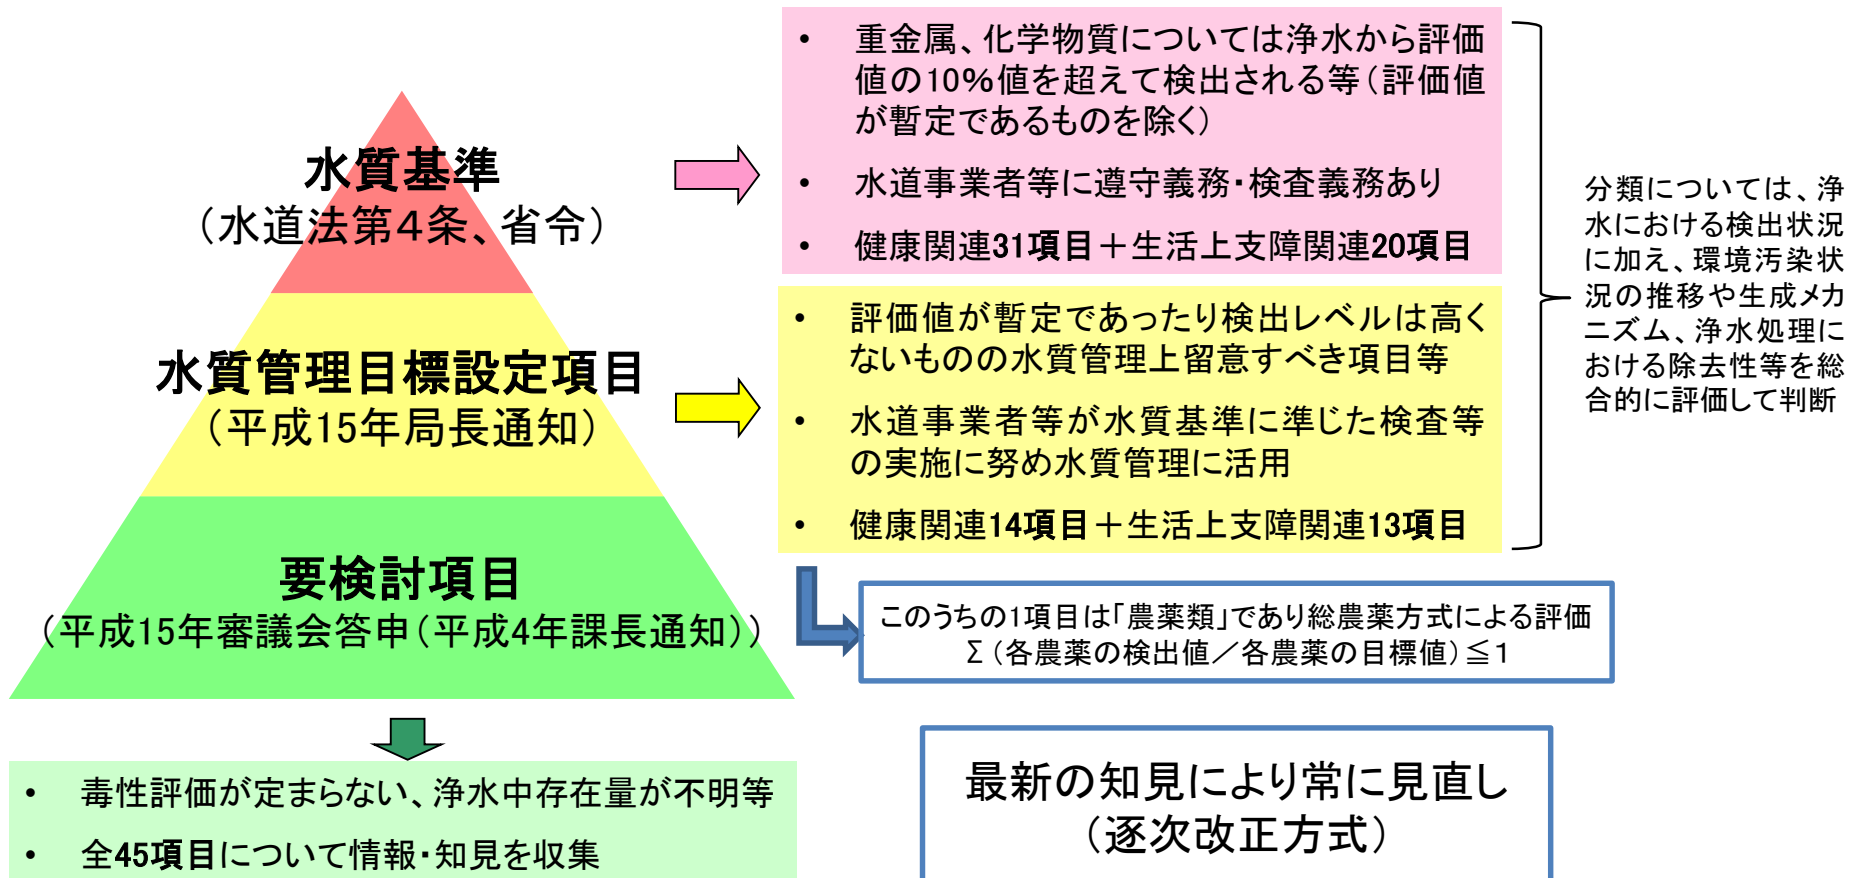 水質基準
（水道法第４条、省令）
• 重金属、化学物質については浄水から評価
値の10%値を超えて検出される等（評価値
が暫定であるものを除く）
• 水道事業者等に遵守義務・検査義務あり
• 健康関連31項目＋生活上支障関連20項目
水質管理目標設定項目
（平成15年局長通知）
• 評価値が暫定であったり検出レベルは高く
ないものの水質管理上留意すべき項目等
• 水道事業者等が水質基準に準じた検査等
の実施に努め水質管理に活用
• 健康関連14項目＋生活上支障関連13項目
分類については、浄
水における検出状況
に加え、環境汚染状
況の推移や生成メカ
ニズム、浄水処理に
おける除去性等を総
合的に評価して判断
要検討項目
（平成15年審議会答申（平成4年課長通知））
このうちの1項目は「農薬類」であり総農薬方式による評価
Σ（各農薬の検出値／各農薬の目標値）≦１
• 毒性評価が定まらない、浄水中存在量が不明等
• 全45項目について情報・知見を収集
最新の知見により常に見直し
（逐次改正方式）